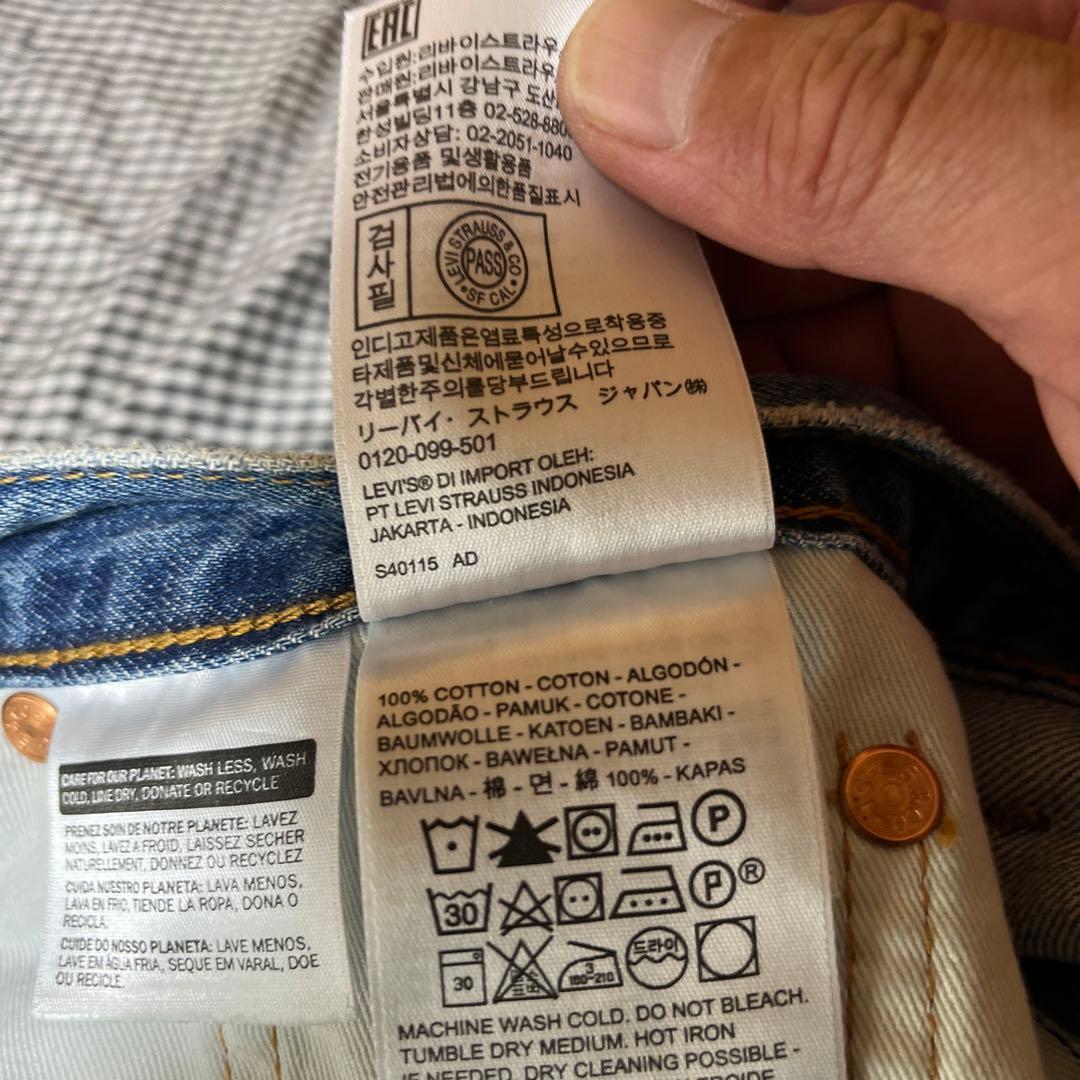 EAC
수입원:리바이스트라우
판매원:리바이스트라우
서울특별시 강남구 도산
한성빌딩11층 02-528-880
소비자상담: 02-2051-1040
전기용품 및생활용품
안전관리법에의한품질표시
검사필
LEVI STRAUSS & CO
PASS
SF CAL
인디고제품은염료특성으로착용중
타제품및신체에묻어날수있으므로
각별한주의를당부드립니다
リーバイ・ストラウス ジャパン㈱
0120-099-501
LEVI'S® DI IMPORT OLEH:
PT LEVI STRAUSS INDONESIA
JAKARTA - INDONESIA
S40115 AD
CARE FOR OUR PLANET: WASH LESS, WASH
COLD, LINE DRY, DONATE OR RECYCLE
PRENEZ SOIN DE NOTRE PLANETE: LAVEZ
MOINS, LAVEZ A FROID, LAISSEZ SECHER
NATURELLEMENT, DONNEZ OU RECYCLEZ
CUIDA NUESTRO PLANETA: LAVA MENOS,
LAVA EN FRIO, TIENDE LA ROPA, DONA O
RECICLA.
CUIDE DO NOSSO PLANETA: LAVE MENOS,
LAVE EM AGUA FRIA, SEQUE EM VARAL, DOE
OU RECICLE.
100% COTTON - COTON - ALGODÓN -
ALGODÃO - PAMUK - COTONE -
BAUMWOLLE - KATOEN - BAMBAKI -
ХЛОПОК - BAWEŁNA - PAMUT -
BAVLNA - 棉 - 면 - 綿 100% - KAPAS
P
30 P®
30 3 180~210 드라이
MACHINE WASH COLD. DO NOT BLEACH.
TUMBLE DRY MEDIUM. HOT IRON
IF NEEDED. DRY CLEANING POSSIBLE -